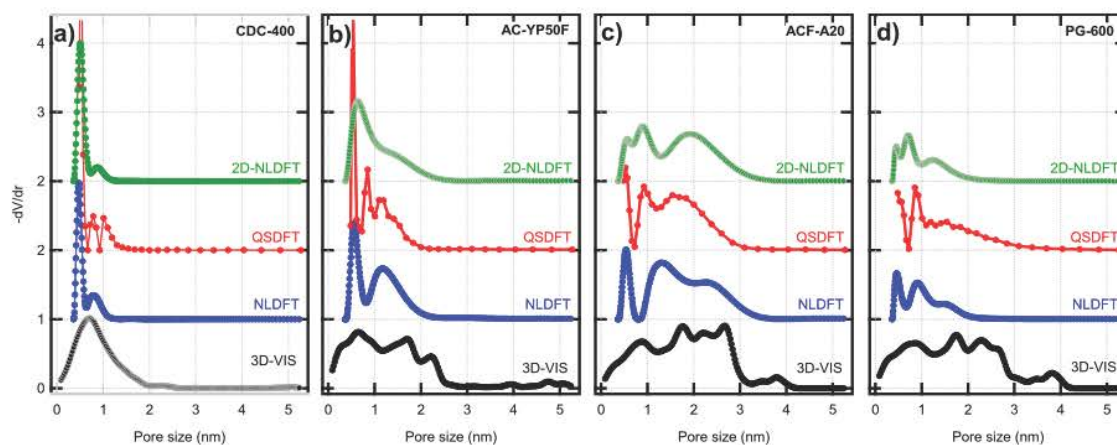 a) CDC-400
b) AC-YP50F
c) ACF-A20
d) PG-600
-dV/dr
4
3
2
2
1
0
2D-NLDFT
QSDFT
NLDFT
3D-VIS
2D-NLDFT
QSDFT
NLDFT
3D-VIS
2D-NLDFT
QSDFT
NLDFT
3D-VIS
2D-NLDFT
QSDFT
NLDFT
3D-VIS
0 1 2 3 4 5
0 1 2 3 4 5
0 1 2 3 4 5
0 1 2 3 4 5
Pore size (nm)
Pore size (nm)
Pore size (nm)
Pore size (nm)